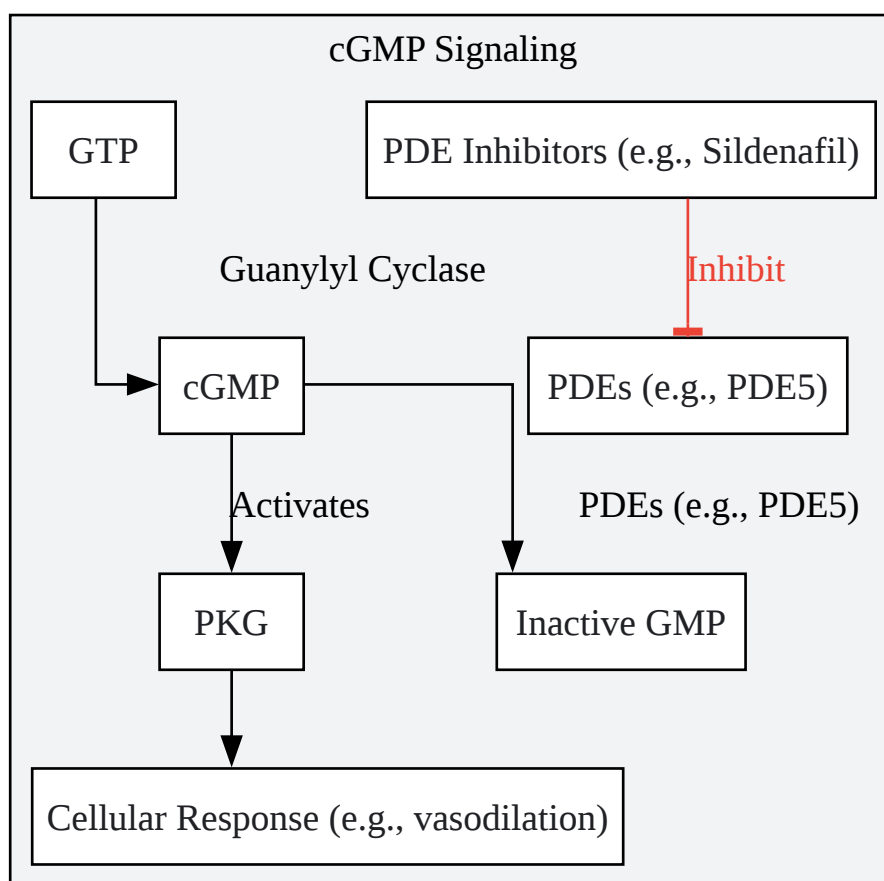 cGMP Signaling
GTP
PDE Inhibitors (e.g., Sildenafil)
Guanylyl Cyclase
Inhibit
cGMP
PDEs (e.g., PDE5)
Activates
PDEs (e.g., PDE5)
PKG
Inactive GMP
Cellular Response (e.g., vasodilation)